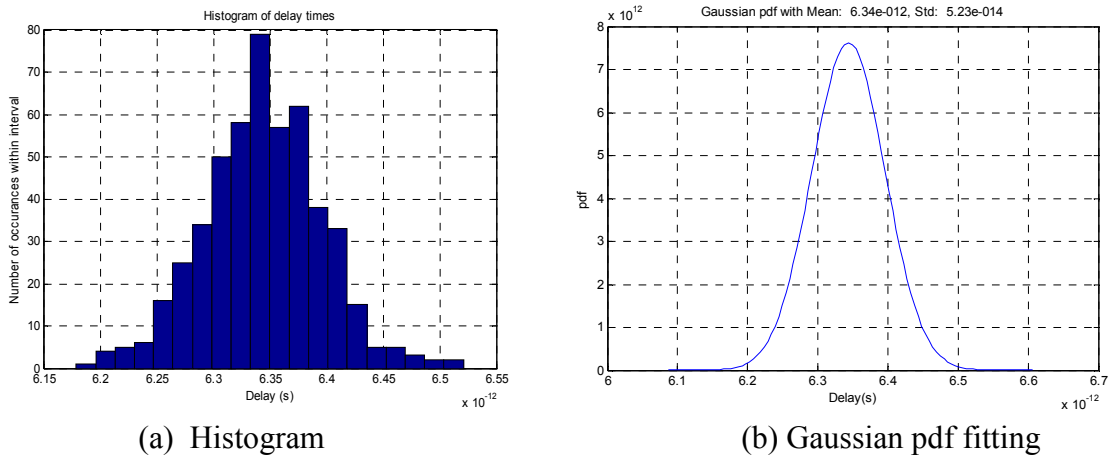 Histogram of delay times
80
70
60
50
40
30
20
10
0
Number of occurances within interval
6.15 6.2 6.25 6.3 6.35 6.4 6.45 6.5 6.55
Delay (s)
x 10⁻¹²
(a) Histogram
Gaussian pdf with Mean: 6.34e-012, Std: 5.23e-014
x 10¹²
8
7
6
5
4
3
2
1
0
pdf
6 6.1 6.2 6.3 6.4 6.5 6.6 6.7
Delay(s)
x 10⁻¹²
(b) Gaussian pdf fitting